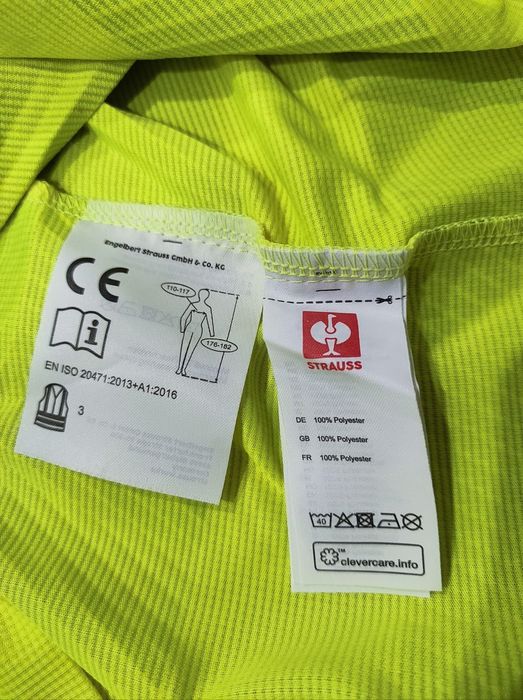 Engelbert Strauss GmbH & Co. KG
CE
110-117
176-182
i
EN ISO 20471:2013+A1:2016
3
STRAUSS
DE 100% Polyester
GB 100% Polyester
FR 100% Polyester
40
™
clevercare.info